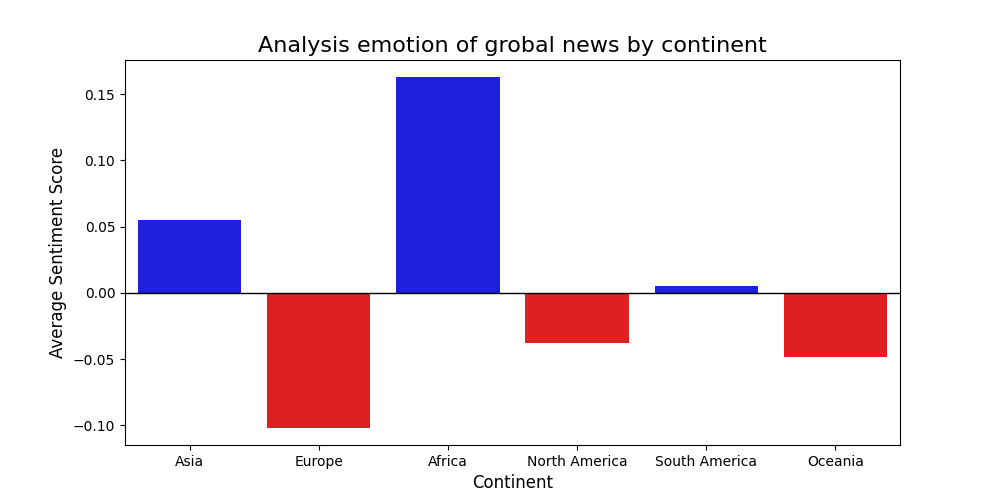 Analysis emotion of grobal news by continent
Average Sentiment Score
0.15
0.10
0.05
0.00
−0.05
−0.10
Asia
Europe
Africa
North America
South America
Oceania
Continent